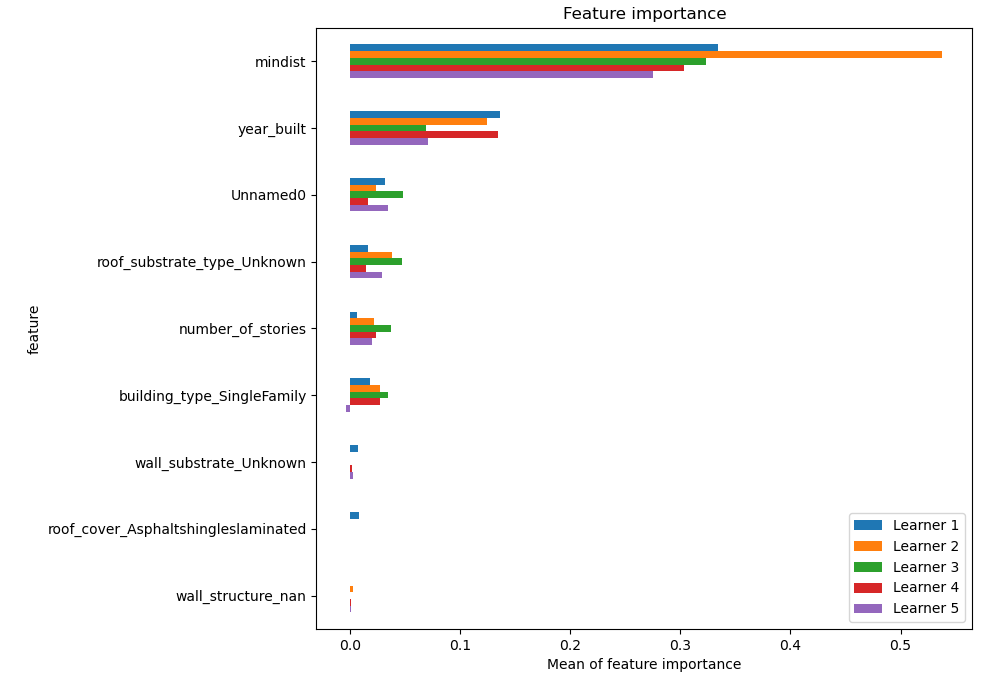 Feature importance
mindist
year_built
Unnamed0
roof_substrate_type_Unknown
number_of_stories
feature
building_type_SingleFamily
wall_substrate_Unknown
roof_cover_Asphaltshingleslaminated
wall_structure_nan
Learner 1
Learner 2
Learner 3
Learner 4
Learner 5
0.0 0.1 0.2 0.3 0.4 0.5
Mean of feature importance